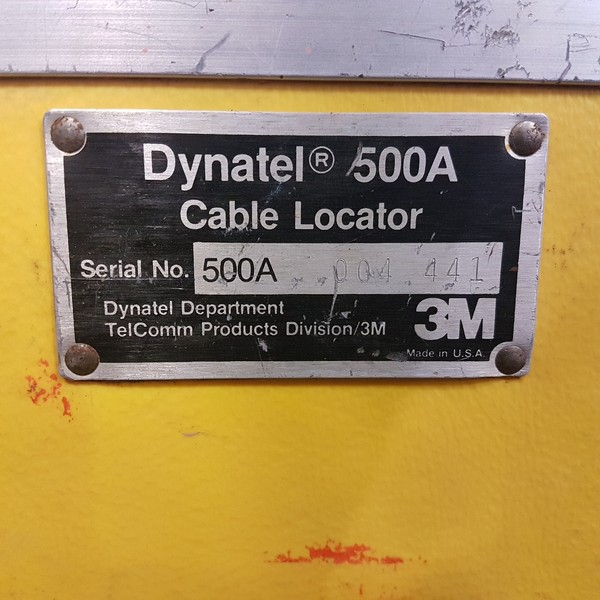 Dynatel® 500A
Cable Locator
Serial No. 500A 004 441
Dynatel Department
TelComm Products Division/3M
3M
Made in U.S.A.